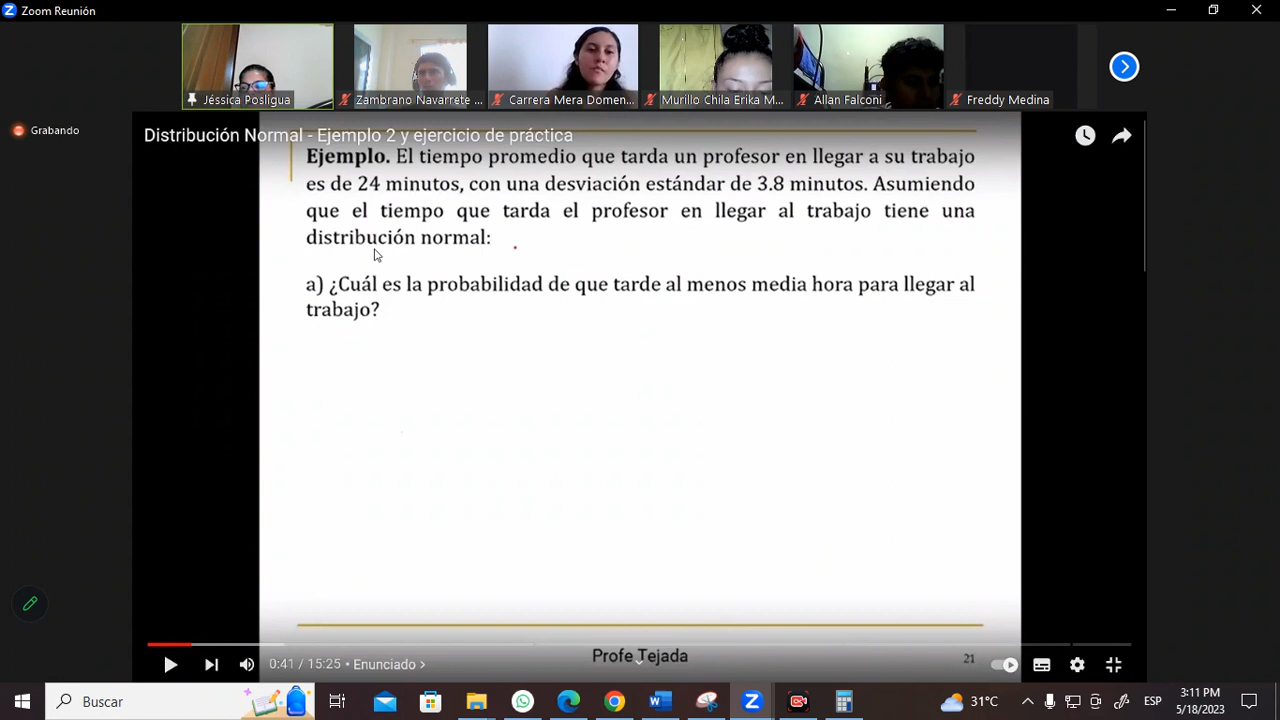 Zoom Reunión
Jéssica Posligua
Zambrano Navarrete ...
Carrera Mera Domen...
Murillo Chila Erika M...
Allan Falconi
Freddy Medina
Grabando
Distribución Normal - Ejemplo 2 y ejercicio de práctica
Ejemplo. El tiempo promedio que tarda un profesor en llegar a su trabajo
es de 24 minutos, con una desviación estándar de 3.8 minutos. Asumiendo
que el tiempo que tarda el profesor en llegar al trabajo tiene una
distribución normal:
a) ¿Cuál es la probabilidad de que tarde al menos media hora para llegar al
trabajo?
Profe Tejada
21
0:41 / 15:25 • Enunciado >
Buscar
31°C
ESP
3:11 PM
5/18/2023